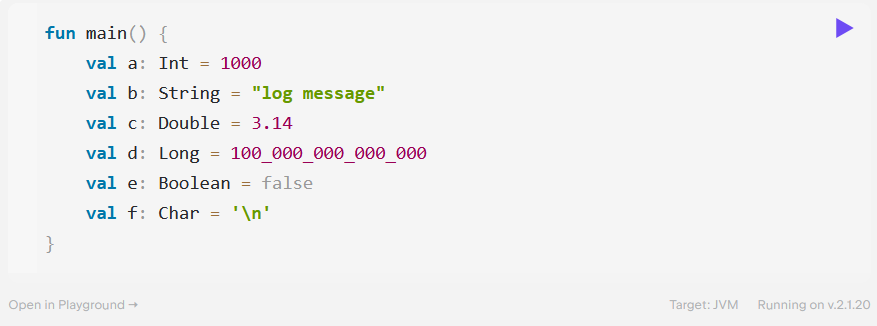 fun main() {
    val a: Int = 1000
    val b: String = "log message"
    val c: Double = 3.14
    val d: Long = 100_000_000_000_000
    val e: Boolean = false
    val f: Char = '\n'
}
Open in Playground →
Target: JVM Running on v.2.1.20